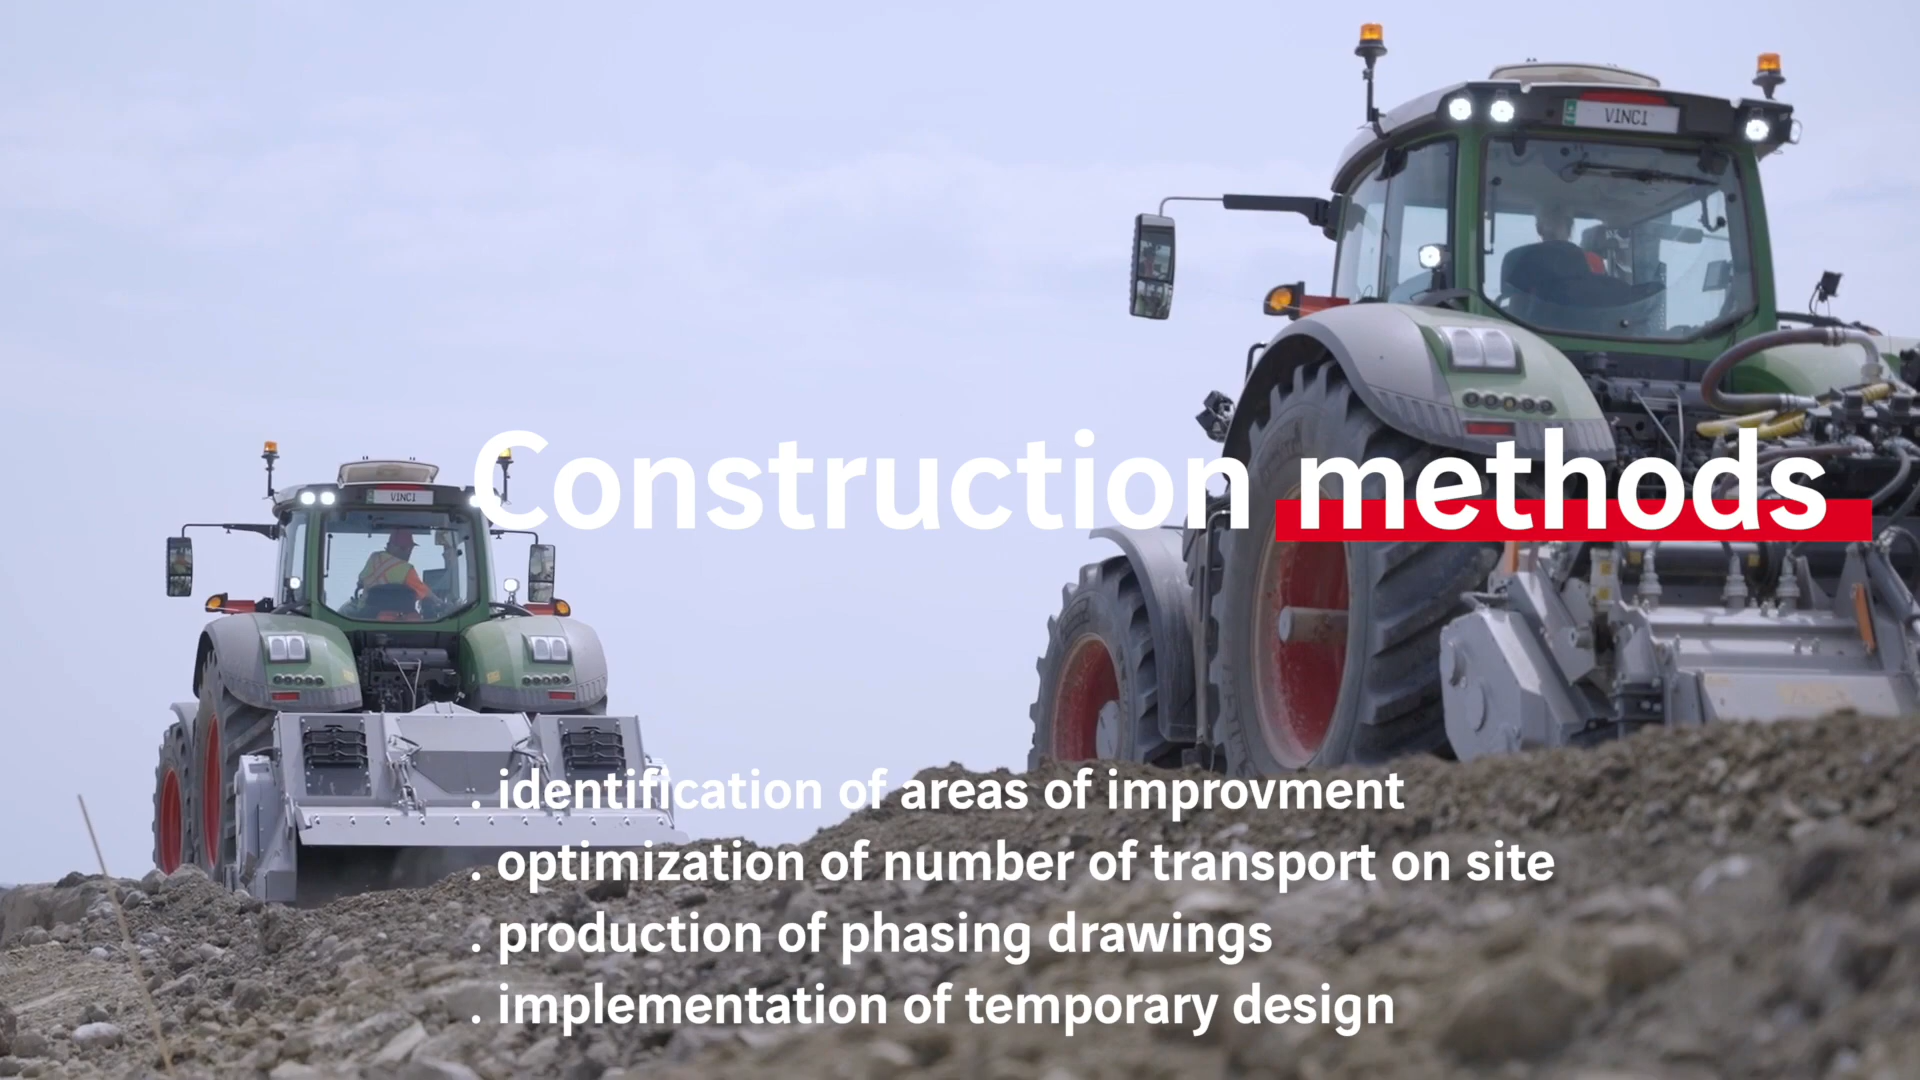 VINCI
VINCI
Construction methods
. identification of areas of improvment
. optimization of number of transport on site
. production of phasing drawings
. implementation of temporary design